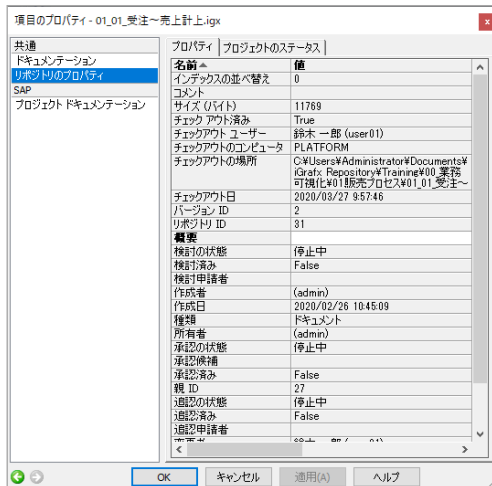 項目のプロパティ - 01_01_受注～売上計上.igx
x
共通
ドキュメンテーション
リポジトリのプロパティ
SAP
プロジェクト ドキュメンテーション
プロパティ プロジェクトのステータス
名前 値
インデックスの並べ替え 0
コメント
サイズ (バイト) 11769
チェック アウト済み True
チェックアウト ユーザー 鈴木 一郎 (user01)
チェックアウトのコンピュータ PLATFORM
チェックアウトの場所 C:¥Users¥Administrator¥Documents¥
iGrafx Repository¥Training¥00_業務
可視化¥01販売プロセス¥01_01_受注～
チェックアウト日 2020/03/27 9:57:46
バージョン ID 2
リポジトリ ID 31
概要
検討の状態 停止中
検討済み False
検討申請者
作成者 (admin)
作成日 2020/02/26 10:45:09
種類 ドキュメント
所有者 (admin)
承認の状態 停止中
承認候補
承認済み False
親 ID 27
追認の状態 停止中
追認済み False
追認申請者
OK キャンセル 適用(A) ヘルプ